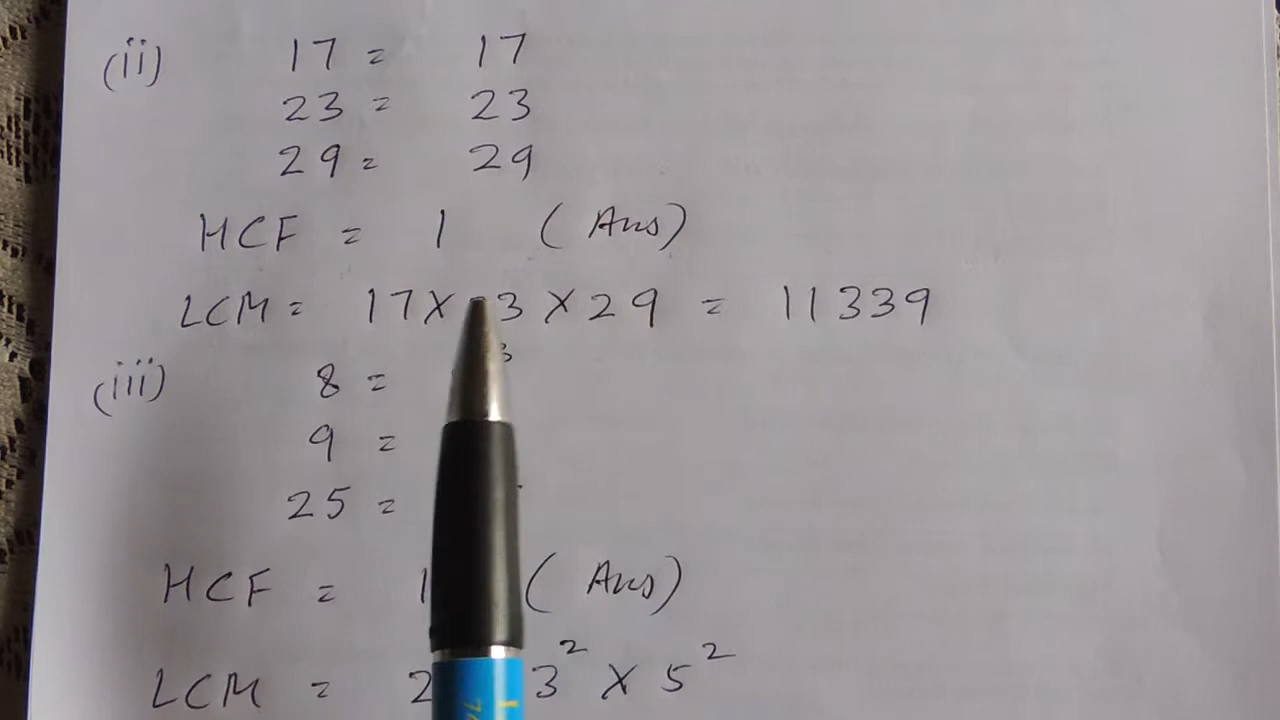 (ii) 17 = 17
23 = 23
29 = 29
HCF = 1 (Ans)
LCM = 17 × 3 × 29 = 11339
(iii) 8 = 3
9 =
25 =
HCF = 1 (Ans)
LCM = 2 3² × 5²